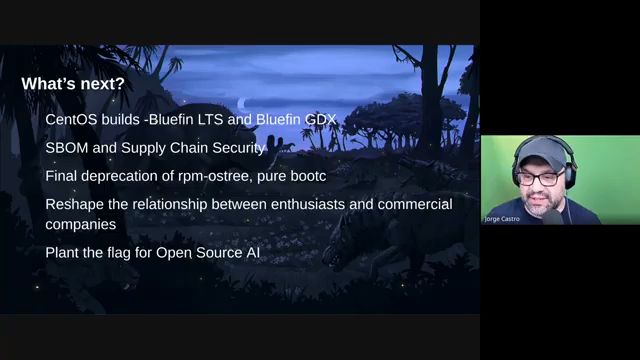 What's next?
CentOS builds -Bluefin LTS and Bluefin GDX
SBOM and Supply Chain Security
Final deprecation of rpm-ostree, pure bootc
Reshape the relationship between enthusiasts and commercial
companies
Plant the flag for Open Source AI
Jorge Castro